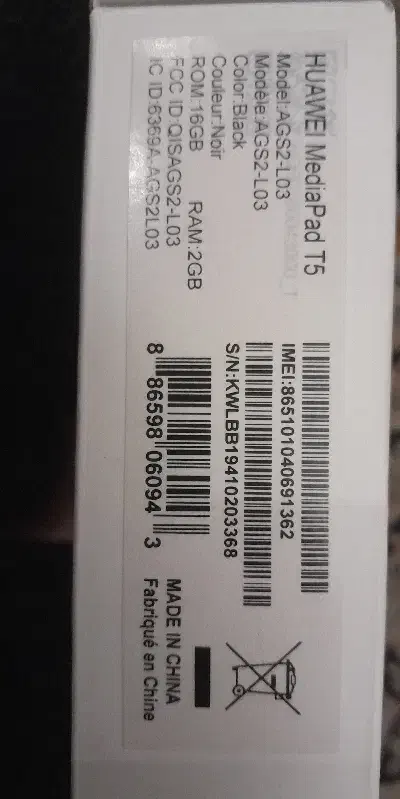 HUAWEI MediaPad T5
Model:AGS2-L03
Modèle:AGS2-L03
Color:Black
Couleur:Noir
ROM:16GB RAM:2GB
FCC ID:QISAGS2-L03
IC ID:6369A-AGS2L03
IMEI:865101040691362
S/N:KWLBB19410203368
8 86598 06094 3
MADE IN CHINA
Fabriqué en Chine